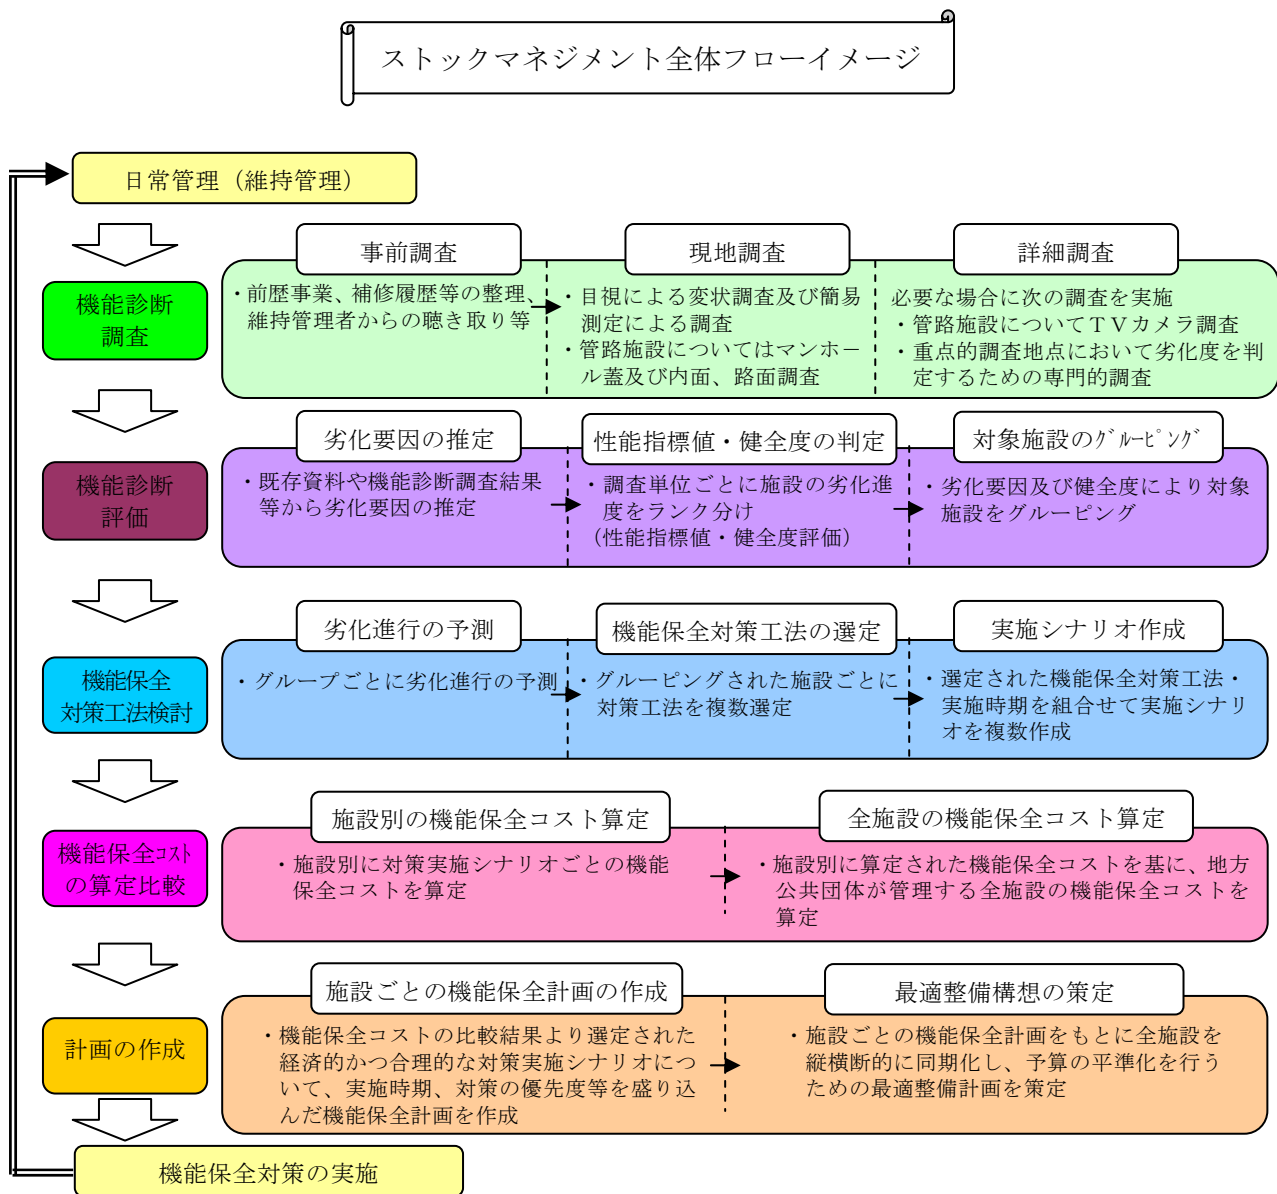 ストックマネジメント全体フローイメージ
日常管理（維持管理）
機能診断
調査
事前調査
・前歴事業、補修履歴等の整理、
維持管理者からの聴き取り等
現地調査
・目視による変状調査及び簡易
測定による調査
・管路施設についてはマンホー
ル蓋及び内面、路面調査
詳細調査
必要な場合に次の調査を実施
・管路施設についてＴＶカメラ調査
・重点的調査地点において劣化度を判
定するための専門的調査
機能診断
評価
劣化要因の推定
・既存資料や機能診断調査結果
等から劣化要因の推定
性能指標値・健全度の判定
・調査単位ごとに施設の劣化進
度をランク分け
（性能指標値・健全度評価）
対象施設のｸﾞﾙｰﾋﾟﾝｸﾞ
・劣化要因及び健全度により対象
施設をグルーピング
機能保全
対策工法検討
劣化進行の予測
・グループごとに劣化進行の予測
機能保全対策工法の選定
・グルーピングされた施設ごとに
対策工法を複数選定
実施シナリオ作成
・選定された機能保全対策工法・
実施時期を組合せて実施シナリ
オを複数作成
機能保全ｺｽﾄ
の算定比較
施設別の機能保全コスト算定
・施設別に対策実施シナリオごとの機能
保全コストを算定
全施設の機能保全コスト算定
・施設別に算定された機能保全コストを基に、地方
公共団体が管理する全施設の機能保全コストを
算定
計画の作成
施設ごとの機能保全計画の作成
・機能保全コストの比較結果より選定された
経済的かつ合理的な対策実施シナリオについ
て、実施時期、対策の優先度等を盛り込
んだ機能保全計画を作成
最適整備構想の策定
・施設ごとの機能保全計画をもとに全施設を
縦横断的に同期化し、予算の平準化を行う
ための最適整備計画を策定
機能保全対策の実施